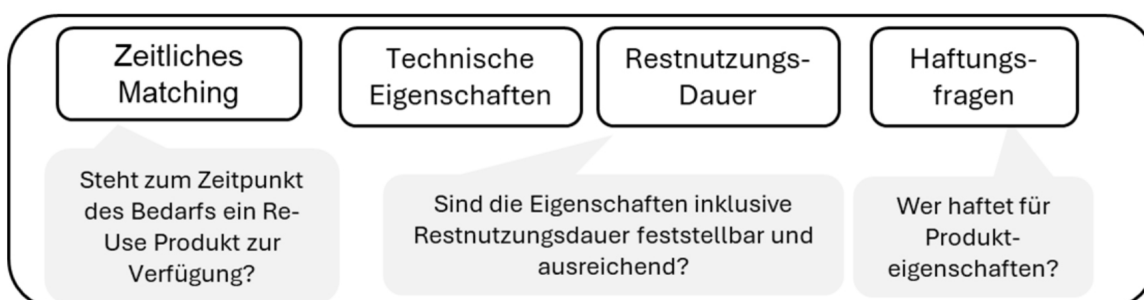 Zeitliches
Matching
Technische
Eigenschaften
Restnutzungs-
Dauer
Haftungs-
fragen
Steht zum Zeitpunkt
des Bedarfs ein Re-
Use Produkt zur
Verfügung?
Sind die Eigenschaften inklusive
Restnutzungsdauer feststellbar und
ausreichend?
Wer haftet für
Produkt-
eigenschaften?